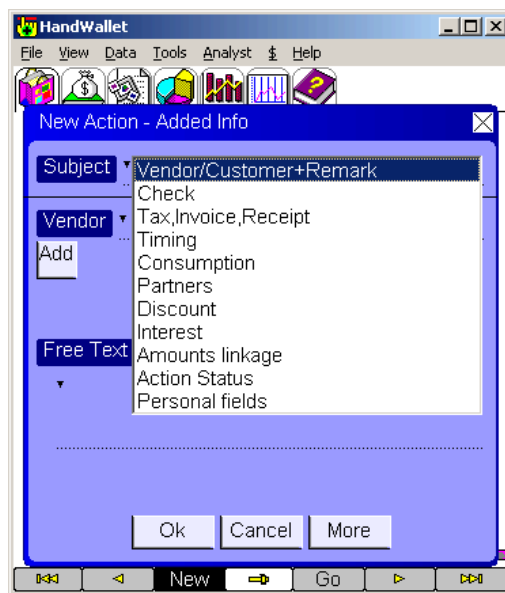 HandWallet
File View Data Tools Analyst $ Help
New Action - Added Info
Subject
Vendor/Customer+Remark
Check
Tax,Invoice,Receipt
Vendor
Timing
Add
Consumption
Partners
Discount
Interest
Free Text
Amounts linkage
Action Status
Personal fields
Ok Cancel More
New Go